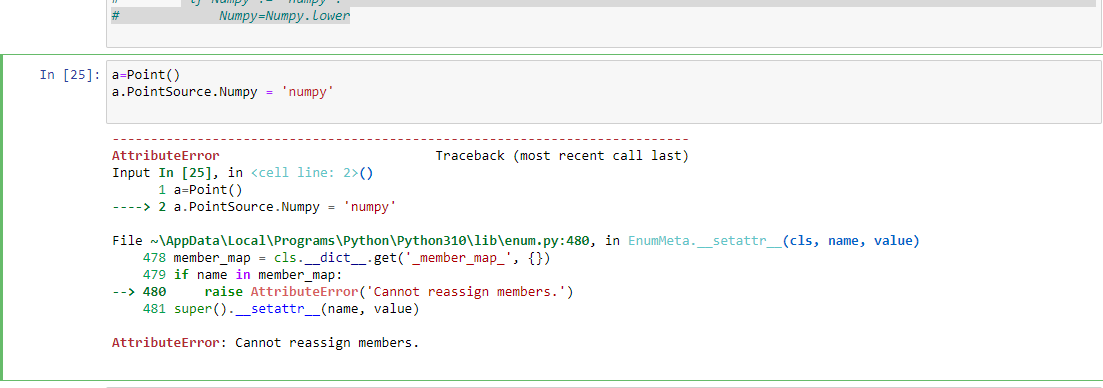 #               Numpy=Numpy.lower
In [25]: a=Point()
a.PointSource.Numpy = 'numpy'
---------------------------------------------------------------------------
AttributeError                            Traceback (most recent call last)
Input In [25], in <cell line: 2>()
      1 a=Point()
----> 2 a.PointSource.Numpy = 'numpy'
File ~\AppData\Local\Programs\Python\Python310\lib\enum.py:480, in EnumMeta.__setattr__(cls, name, value)
    478 member_map = cls.__dict__.get('_member_map_', {})
    479 if name in member_map:
--> 480     raise AttributeError('Cannot reassign members.')
    481 super().__setattr__(name, value)
AttributeError: Cannot reassign members.